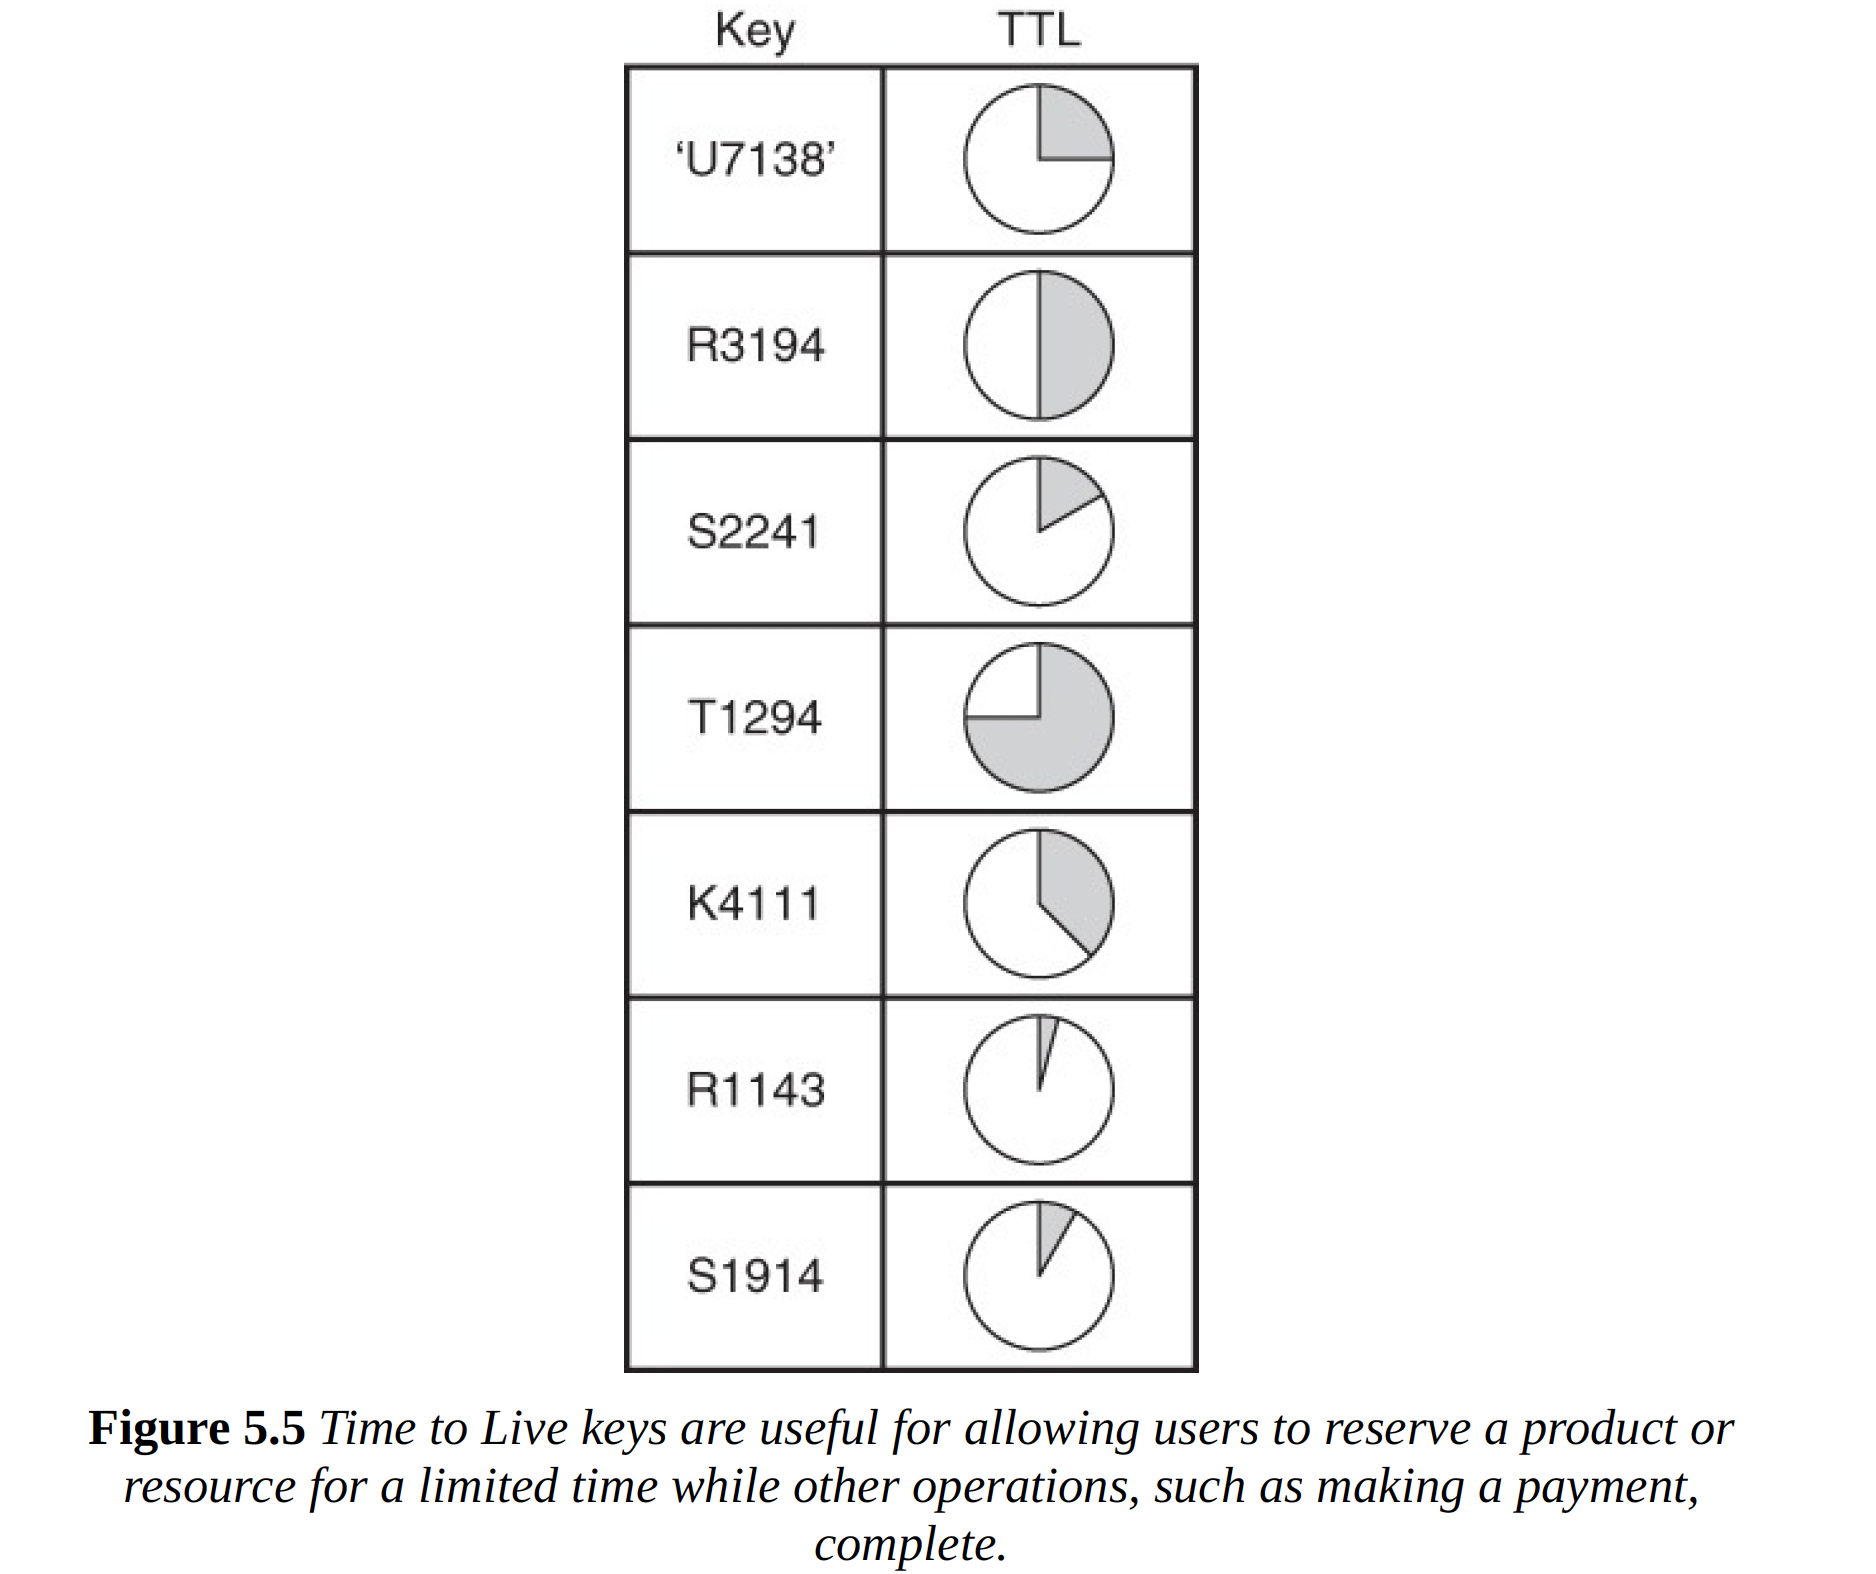 Key TTL
‘U7138’
R3194
S2241
T1294
K4111
R1143
S1914
Figure 5.5 Time to Live keys are useful for allowing users to reserve a product or
resource for a limited time while other operations, such as making a payment,
complete.